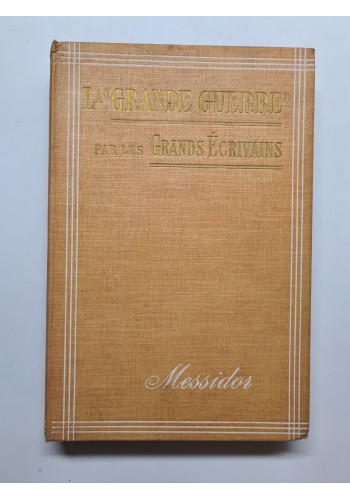 LA "GRANDE GUERRE"
PAR LES GRANDS ÉCRIVAINS
Messidor